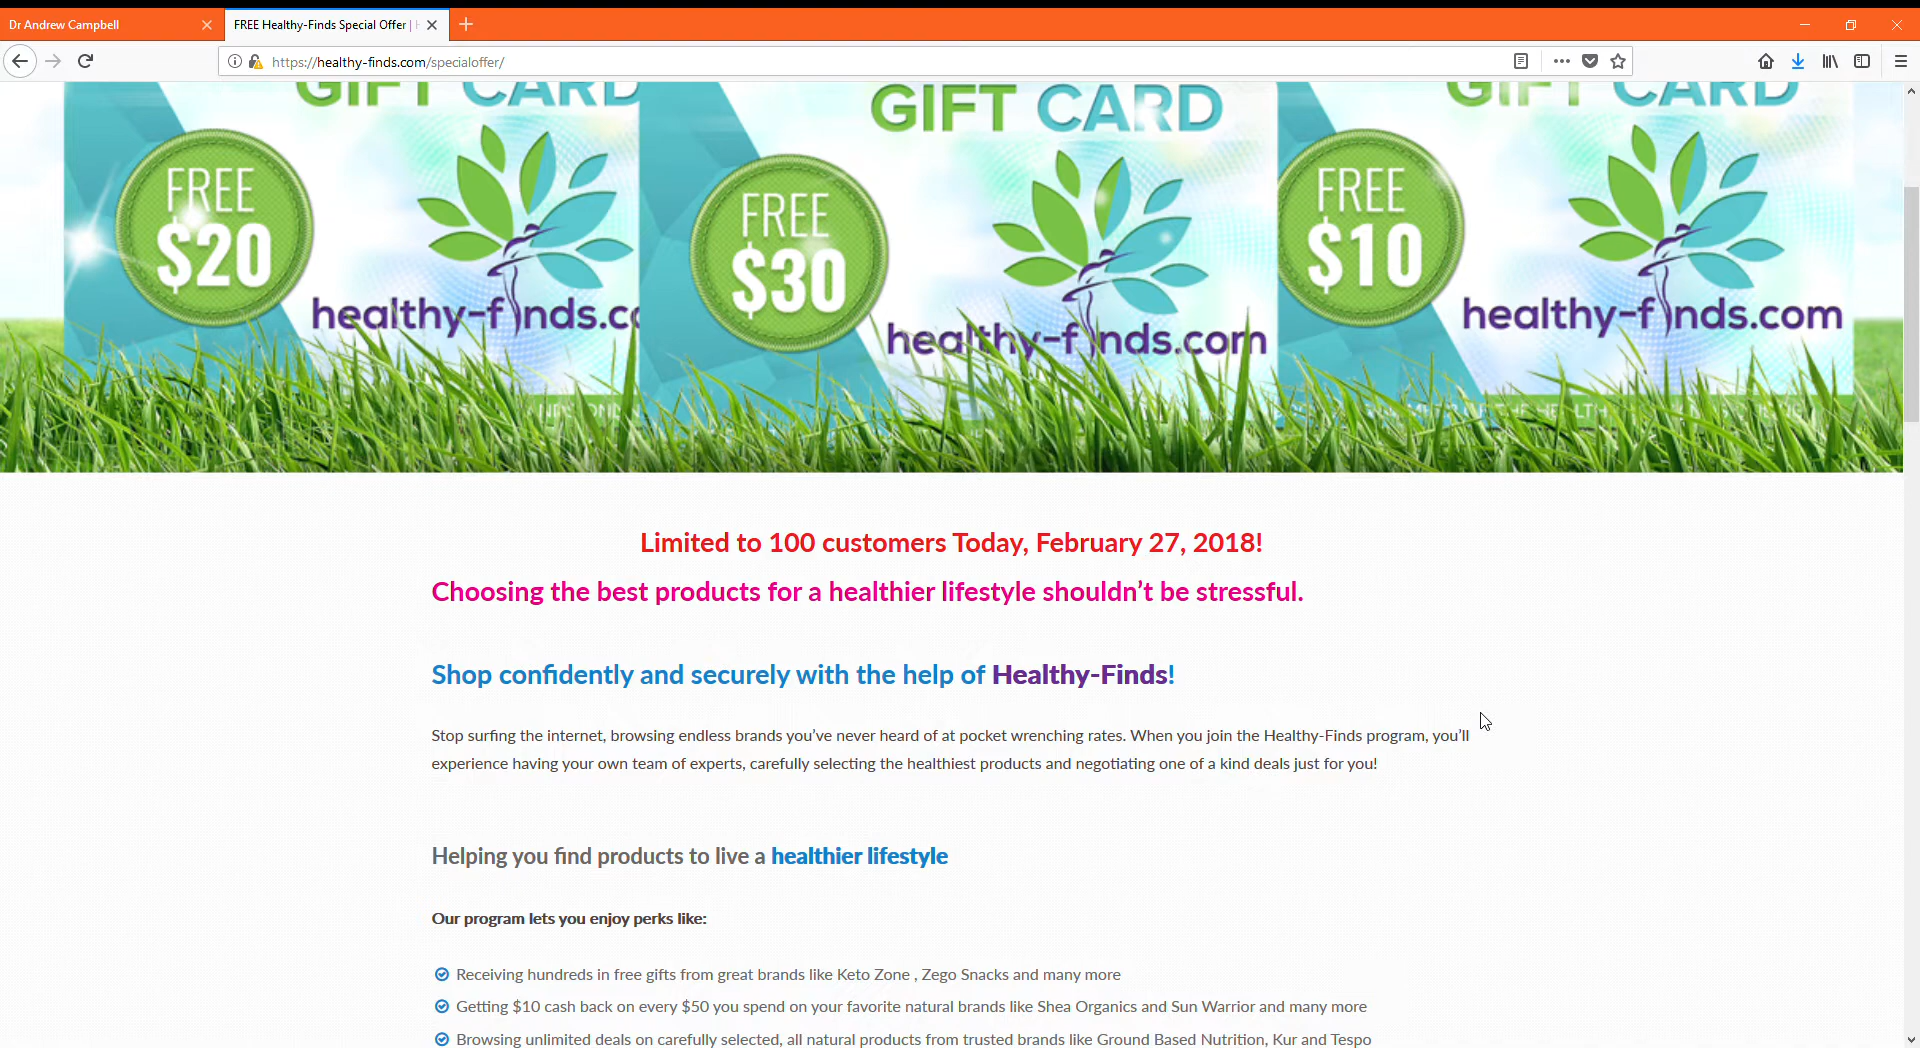 Dr Andrew Campbell
FREE Healthy-Finds Special Offer |
https://healthy-finds.com/specialoffer/
GIFT CARD
GIFT CARD
GIFT CARD
FREE
$20
healthy-finds.co
FREE
$30
healthy-finds.com
FREE
$10
healthy-finds.com
Limited to 100 customers Today, February 27, 2018!
Choosing the best products for a healthier lifestyle shouldn’t be stressful.
Shop confidently and securely with the help of Healthy-Finds!
Stop surfing the internet, browsing endless brands you’ve never heard of at pocket wrenching rates. When you join the Healthy-Finds program, you’ll
experience having your own team of experts, carefully selecting the healthiest products and negotiating one of a kind deals just for you!
Helping you find products to live a healthier lifestyle
Our program lets you enjoy perks like:
Receiving hundreds in free gifts from great brands like Keto Zone , Zego Snacks and many more
Getting $10 cash back on every $50 you spend on your favorite natural brands like Shea Organics and Sun Warrior and many more
Browsing unlimited deals on carefully selected, all natural products from trusted brands like Ground Based Nutrition, Kur and Tespo